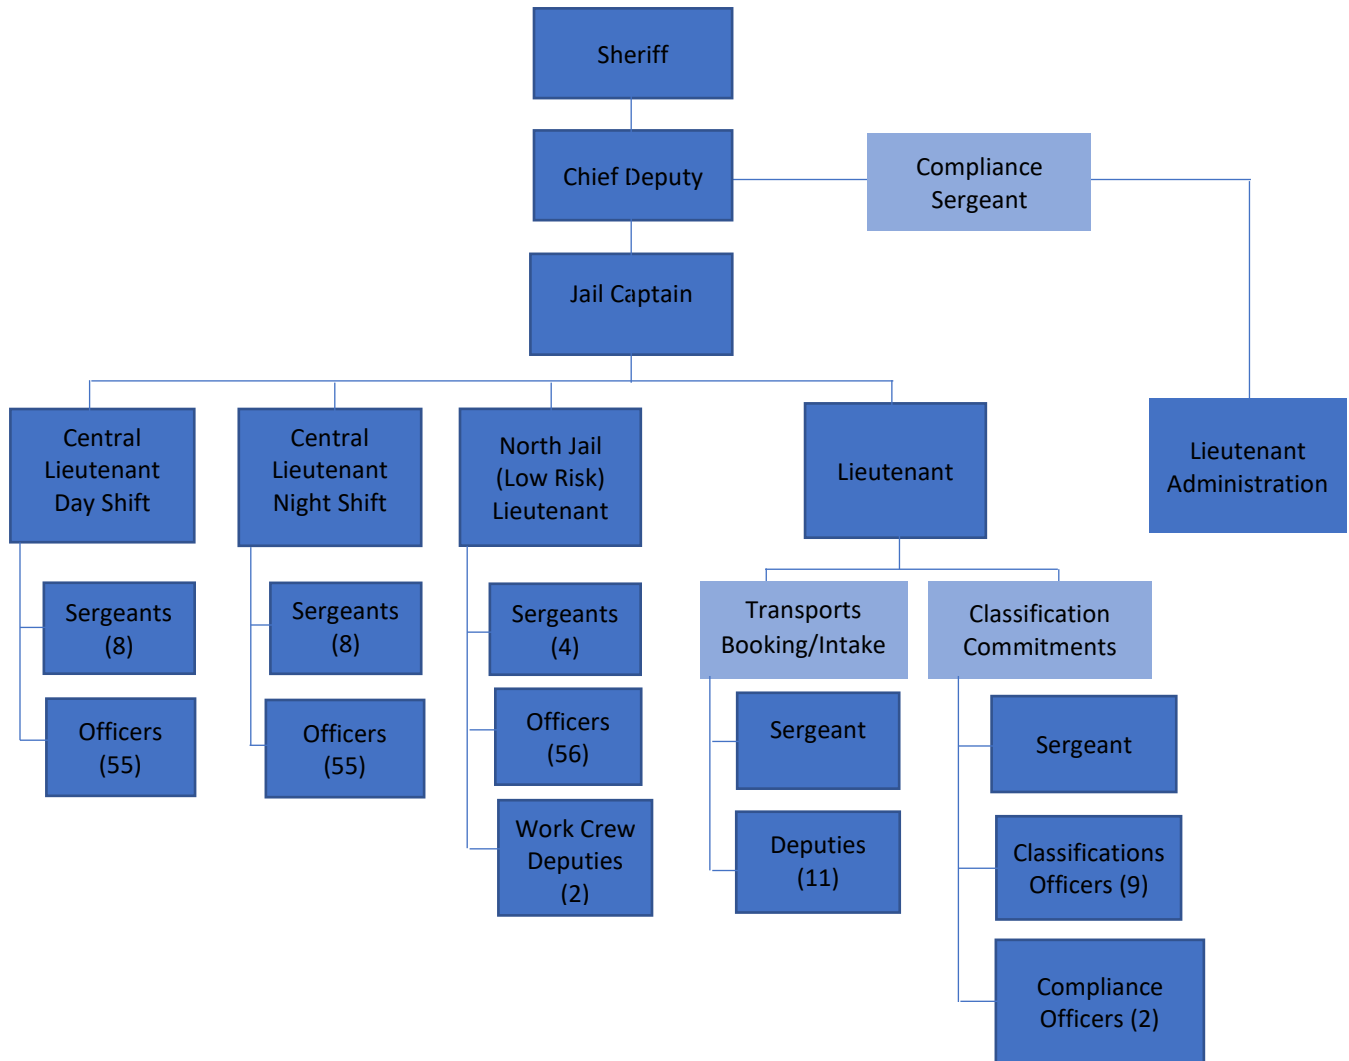 Sheriff
Chief Deputy
Compliance
Sergeant
Jail Captain
Central
Lieutenant
Day Shift
Central
Lieutenant
Night Shift
North Jail
(Low Risk)
Lieutenant
Lieutenant
Lieutenant
Administration
Sergeants
(8)
Officers
(55)
Sergeants
(8)
Officers
(55)
Sergeants
(4)
Officers
(56)
Work Crew
Deputies
(2)
Transports
Booking/Intake
Sergeant
Deputies
(11)
Classification
Commitments
Sergeant
Classifications
Officers (9)
Compliance
Officers (2)